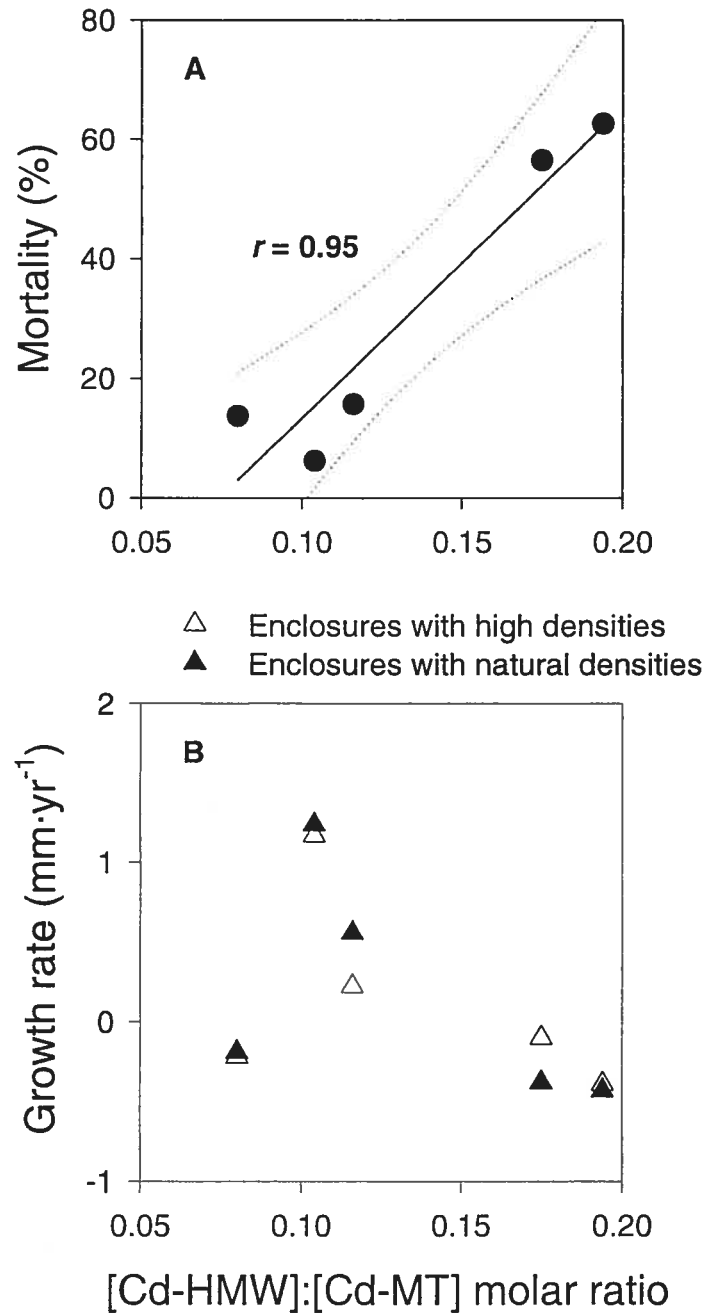 80
A
60
Mortality (%)
r = 0.95
40
20
0
0.05 0.10 0.15 0.20
△ Enclosures with high densities
▲ Enclosures with natural densities
2
B
1
Growth rate (mm·yr⁻¹)
0
-1
0.05 0.10 0.15 0.20
[Cd-HMW]:[Cd-MT] molar ratio